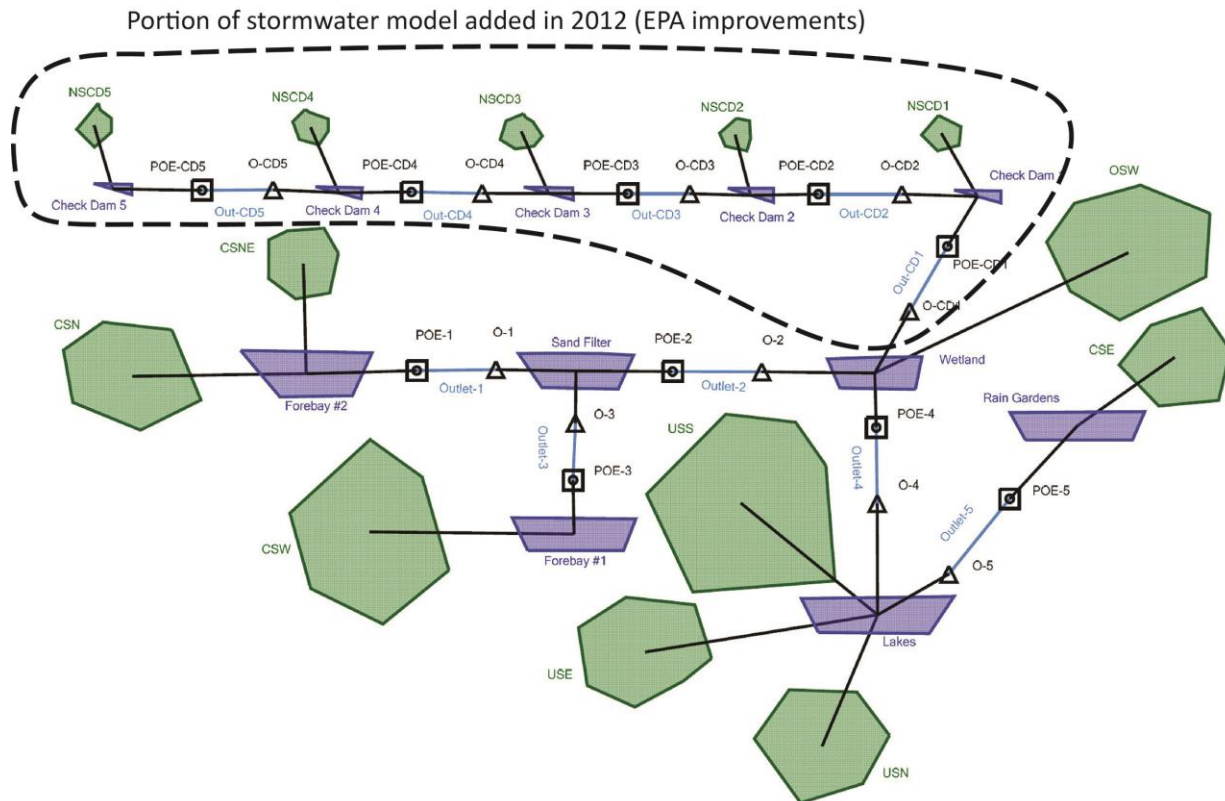 Portion of stormwater model added in 2012 (EPA improvements)
NSCD5
NSCD4
NSCD3
NSCD2
NSCD1
POE-CD5
O-CD5
POE-CD4
O-CD4
POE-CD3
O-CD3
POE-CD2
O-CD2
Check Dam 5
Out-CD5
Check Dam 4
Out-CD4
Check Dam 3
Out-CD3
Check Dam 2
Out-CD2
Check Dam
OSW
CSNE
Out-CD1
POE-CD1
O-CD1
CSN
POE-1
O-1
Sand Filter
POE-2
O-2
Wetland
CSE
Forebay #2
Outlet-1
Outlet-2
Rain Gardens
O-3
Outlet-3
POE-3
USS
POE-4
Outlet-4
O-4
POE-5
Outlet-5
O-5
CSW
Forebay #1
Lakes
USE
USN